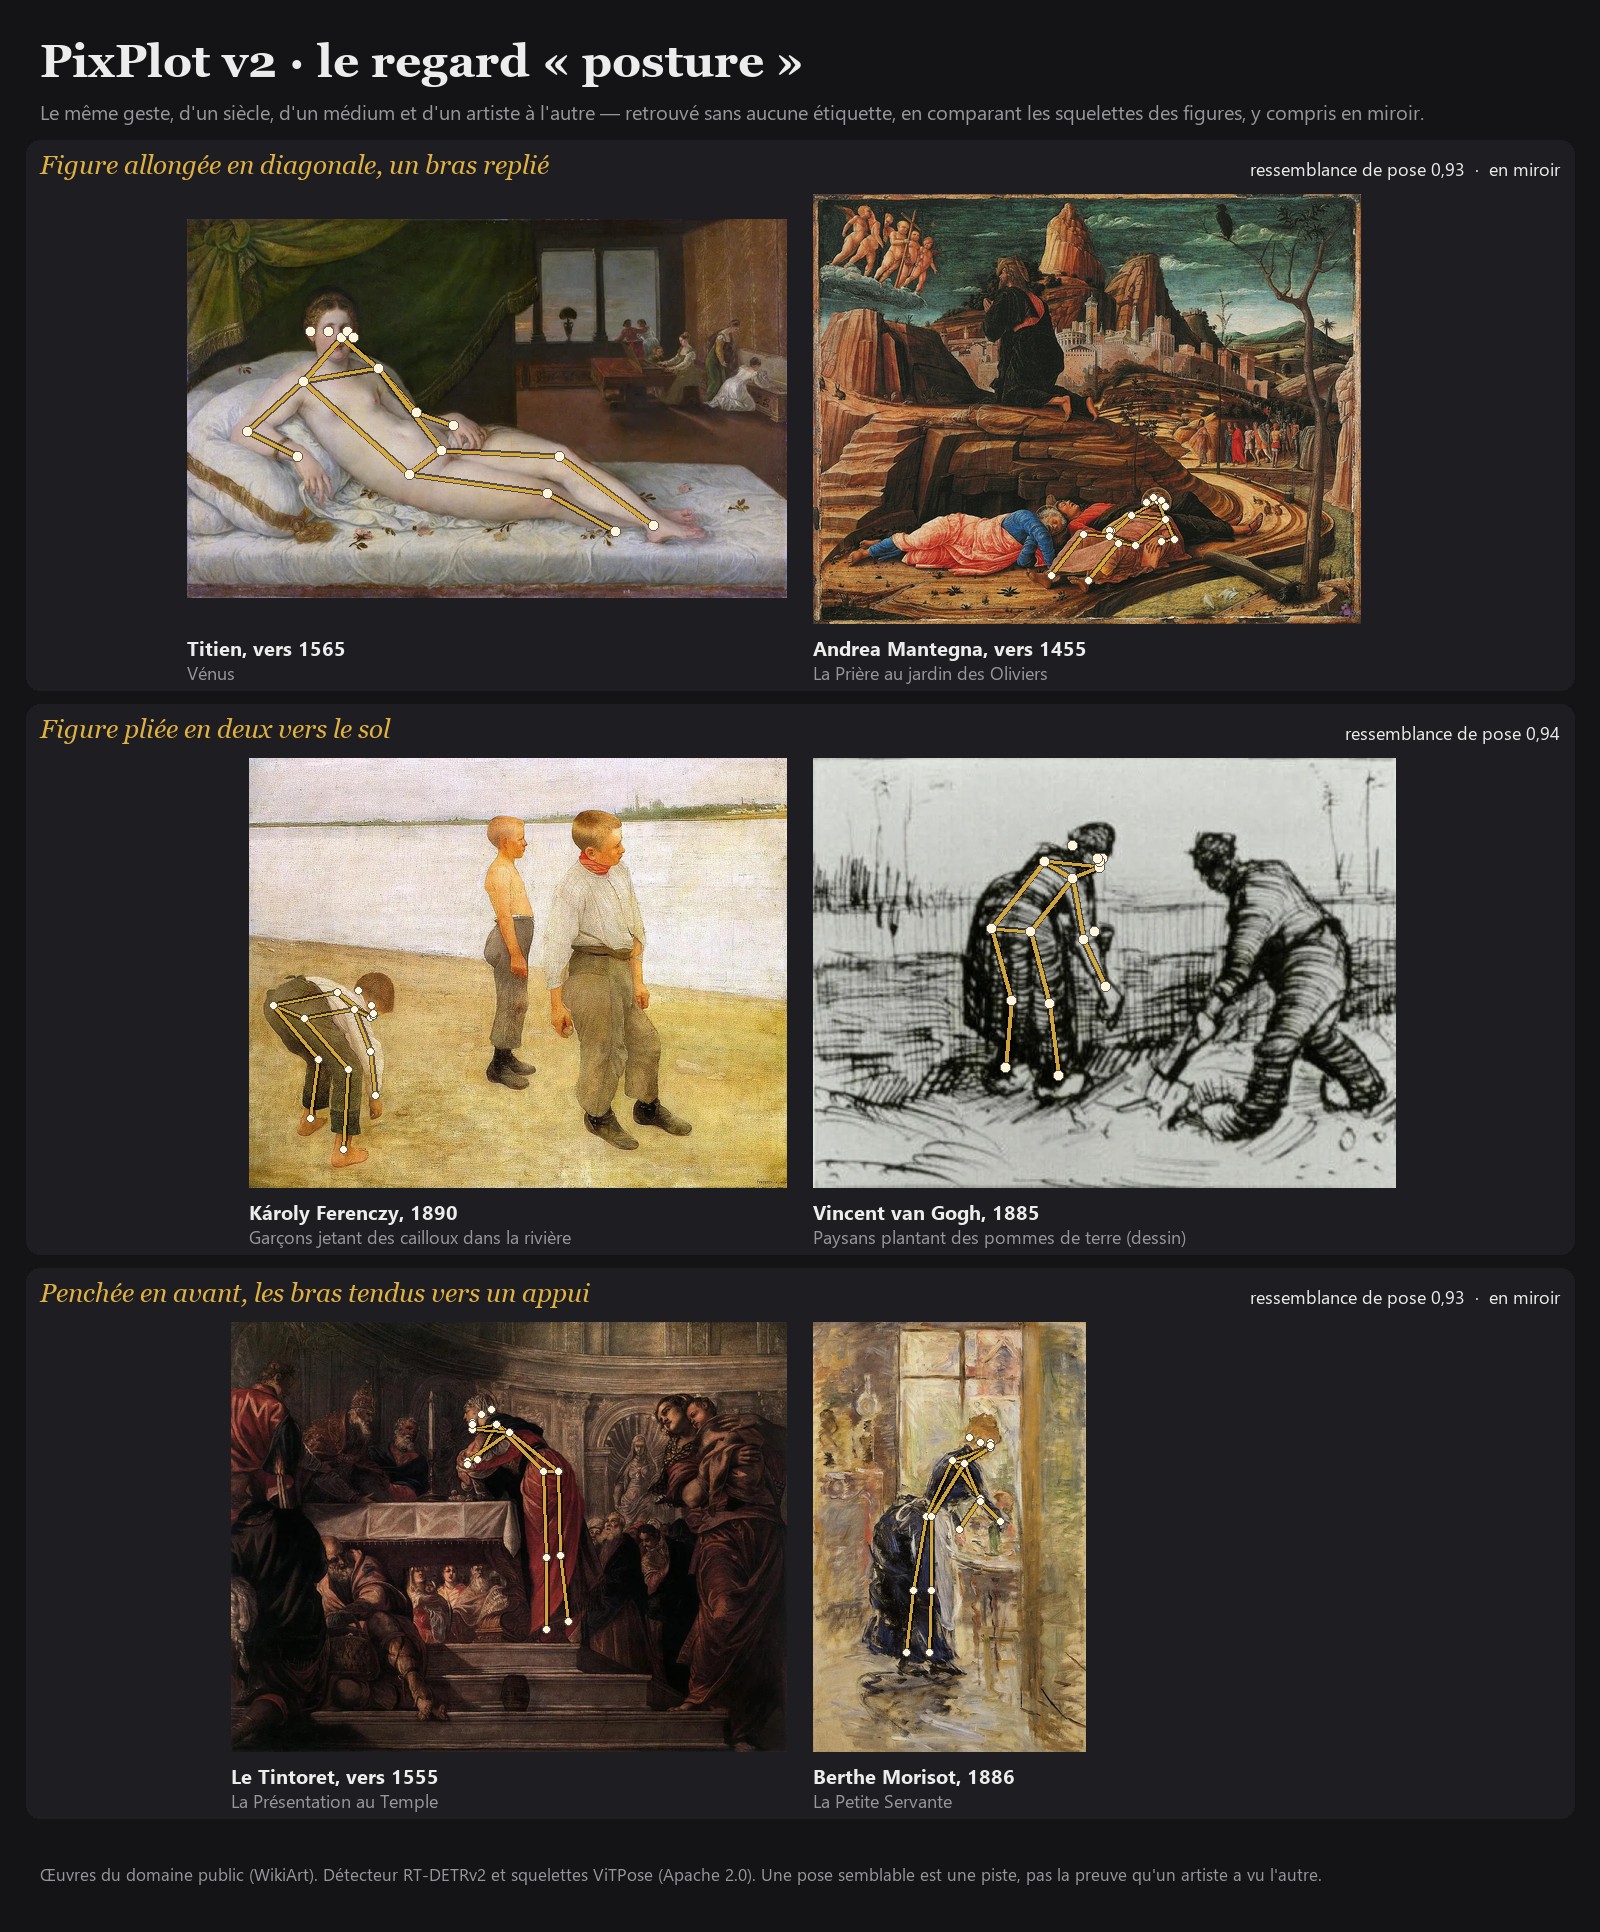 PixPlot v2 · le regard « posture »
Le même geste, d'un siècle, d'un médium et d'un artiste à l'autre — retrouvé sans aucune étiquette, en comparant les squelettes des figures, y compris en miroir.
Figure allongée en diagonale, un bras replié
ressemblance de pose 0,93 · en miroir
Titien, vers 1565
Vénus
Andrea Mantegna, vers 1455
La Prière au jardin des Oliviers
Figure pliée en deux vers le sol
ressemblance de pose 0,94
Károly Ferenczy, 1890
Garçons jetant des cailloux dans la rivière
Vincent van Gogh, 1885
Paysans plantant des pommes de terre (dessin)
Penchée en avant, les bras tendus vers un appui
ressemblance de pose 0,93 · en miroir
Le Tintoret, vers 1555
La Présentation au Temple
Berthe Morisot, 1886
La Petite Servante
Œuvres du domaine public (WikiArt). Détecteur RT-DETRv2 et squelettes ViTPose (Apache 2.0). Une pose semblable est une piste, pas la preuve qu'un artiste a vu l'autre.